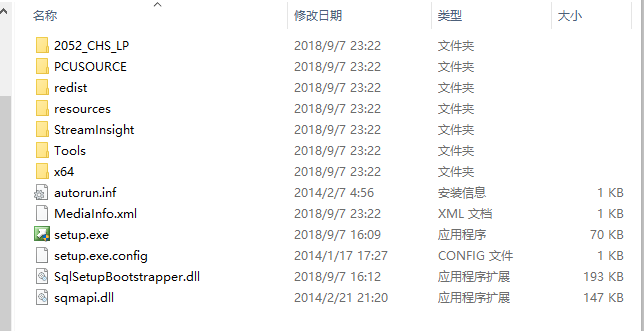 名称 修改日期 类型 大小
2052_CHS_LP 2018/9/7 23:22 文件夹
PCUSOURCE 2018/9/7 23:22 文件夹
redist 2018/9/7 23:22 文件夹
resources 2018/9/7 23:22 文件夹
StreamInsight 2018/9/7 23:22 文件夹
Tools 2018/9/7 23:22 文件夹
x64 2018/9/7 23:22 文件夹
autorun.inf 2014/2/7 4:56 安装信息 1 KB
MediaInfo.xml 2018/9/7 23:22 XML 文档 1 KB
setup.exe 2018/9/7 16:09 应用程序 70 KB
setup.exe.config 2014/1/17 17:27 CONFIG 文件 1 KB
SqlSetupBootstrapper.dll 2018/9/7 16:12 应用程序扩展 193 KB
sqmapi.dll 2014/2/21 21:20 应用程序扩展 147 KB